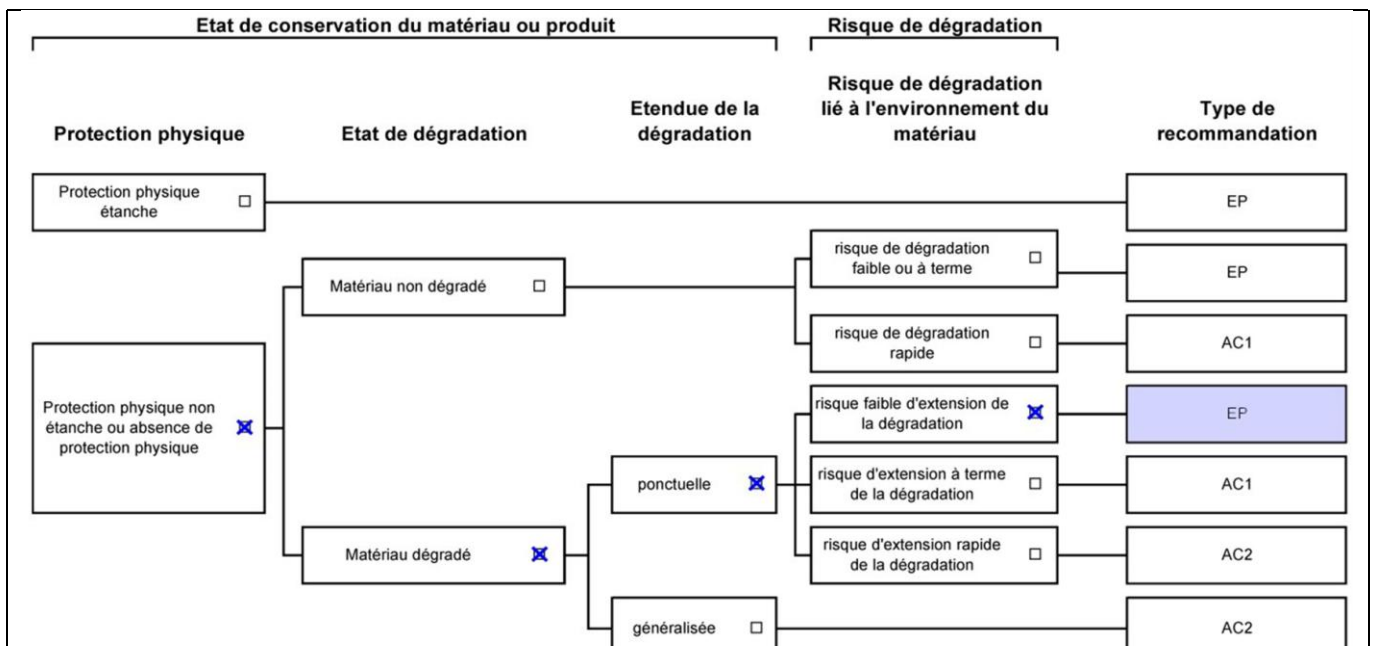 Etat de conservation du matériau ou produit
Risque de dégradation
Protection physique
Etat de dégradation
Etendue de la
dégradation
Risque de dégradation
lié à l'environnement du
matériau
Type de
recommandation
Protection physique
étanche
EP
Matériau non dégradé
risque de dégradation
faible ou à terme
EP
risque de dégradation
rapide
AC1
Protection physique non
étanche ou absence de
protection physique
risque faible d'extension de
la dégradation
EP
ponctuelle
risque d'extension à terme
de la dégradation
AC1
Matériau dégradé
risque d'extension rapide
de la dégradation
AC2
généralisée
AC2